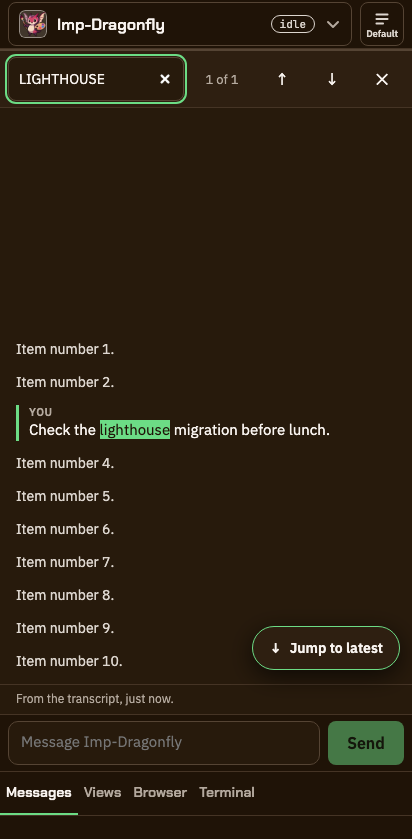 Imp-Dragonfly
idle
Default
LIGHTHOUSE
1 of 1
Item number 1.
Item number 2.
YOU
Check the lighthouse migration before lunch.
Item number 4.
Item number 5.
Item number 6.
Item number 7.
Item number 8.
Item number 9.
Item number 10.
Jump to latest
From the transcript, just now.
Message Imp-Dragonfly
Send
Messages Views Browser Terminal